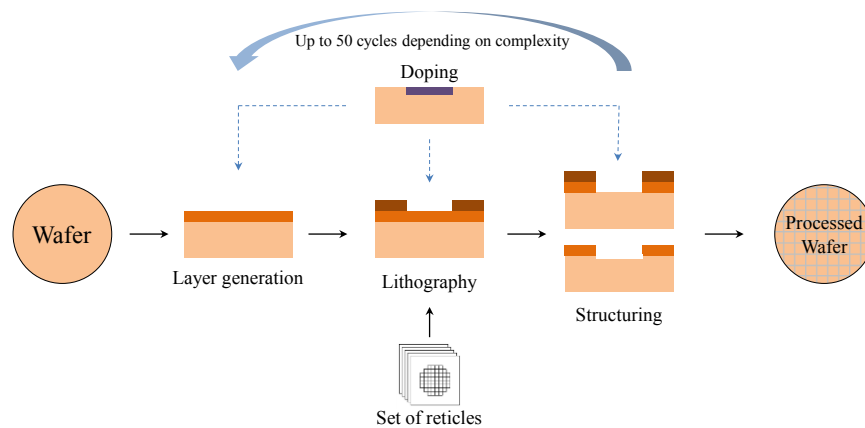 Up to 50 cycles depending on complexity
Doping
Wafer
Processed
Wafer
Layer generation
Lithography
Structuring
Set of reticles